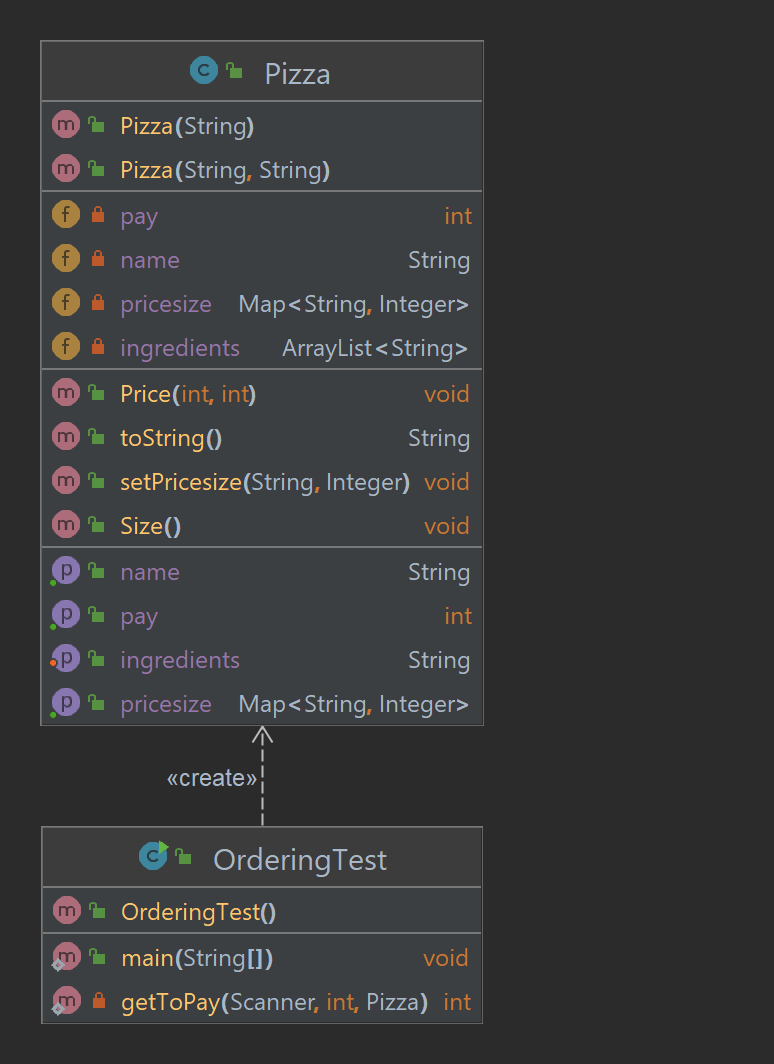 Pizza
Pizza(String)
Pizza(String, String)
pay int
name String
pricesize Map<String, Integer>
ingredients ArrayList<String>
Price(int, int) void
toString() String
setPricesize(String, Integer) void
Size() void
name String
pay int
ingredients String
pricesize Map<String, Integer>
«create»
OrderingTest
OrderingTest()
main(String[]) void
getToPay(Scanner, int, Pizza) int